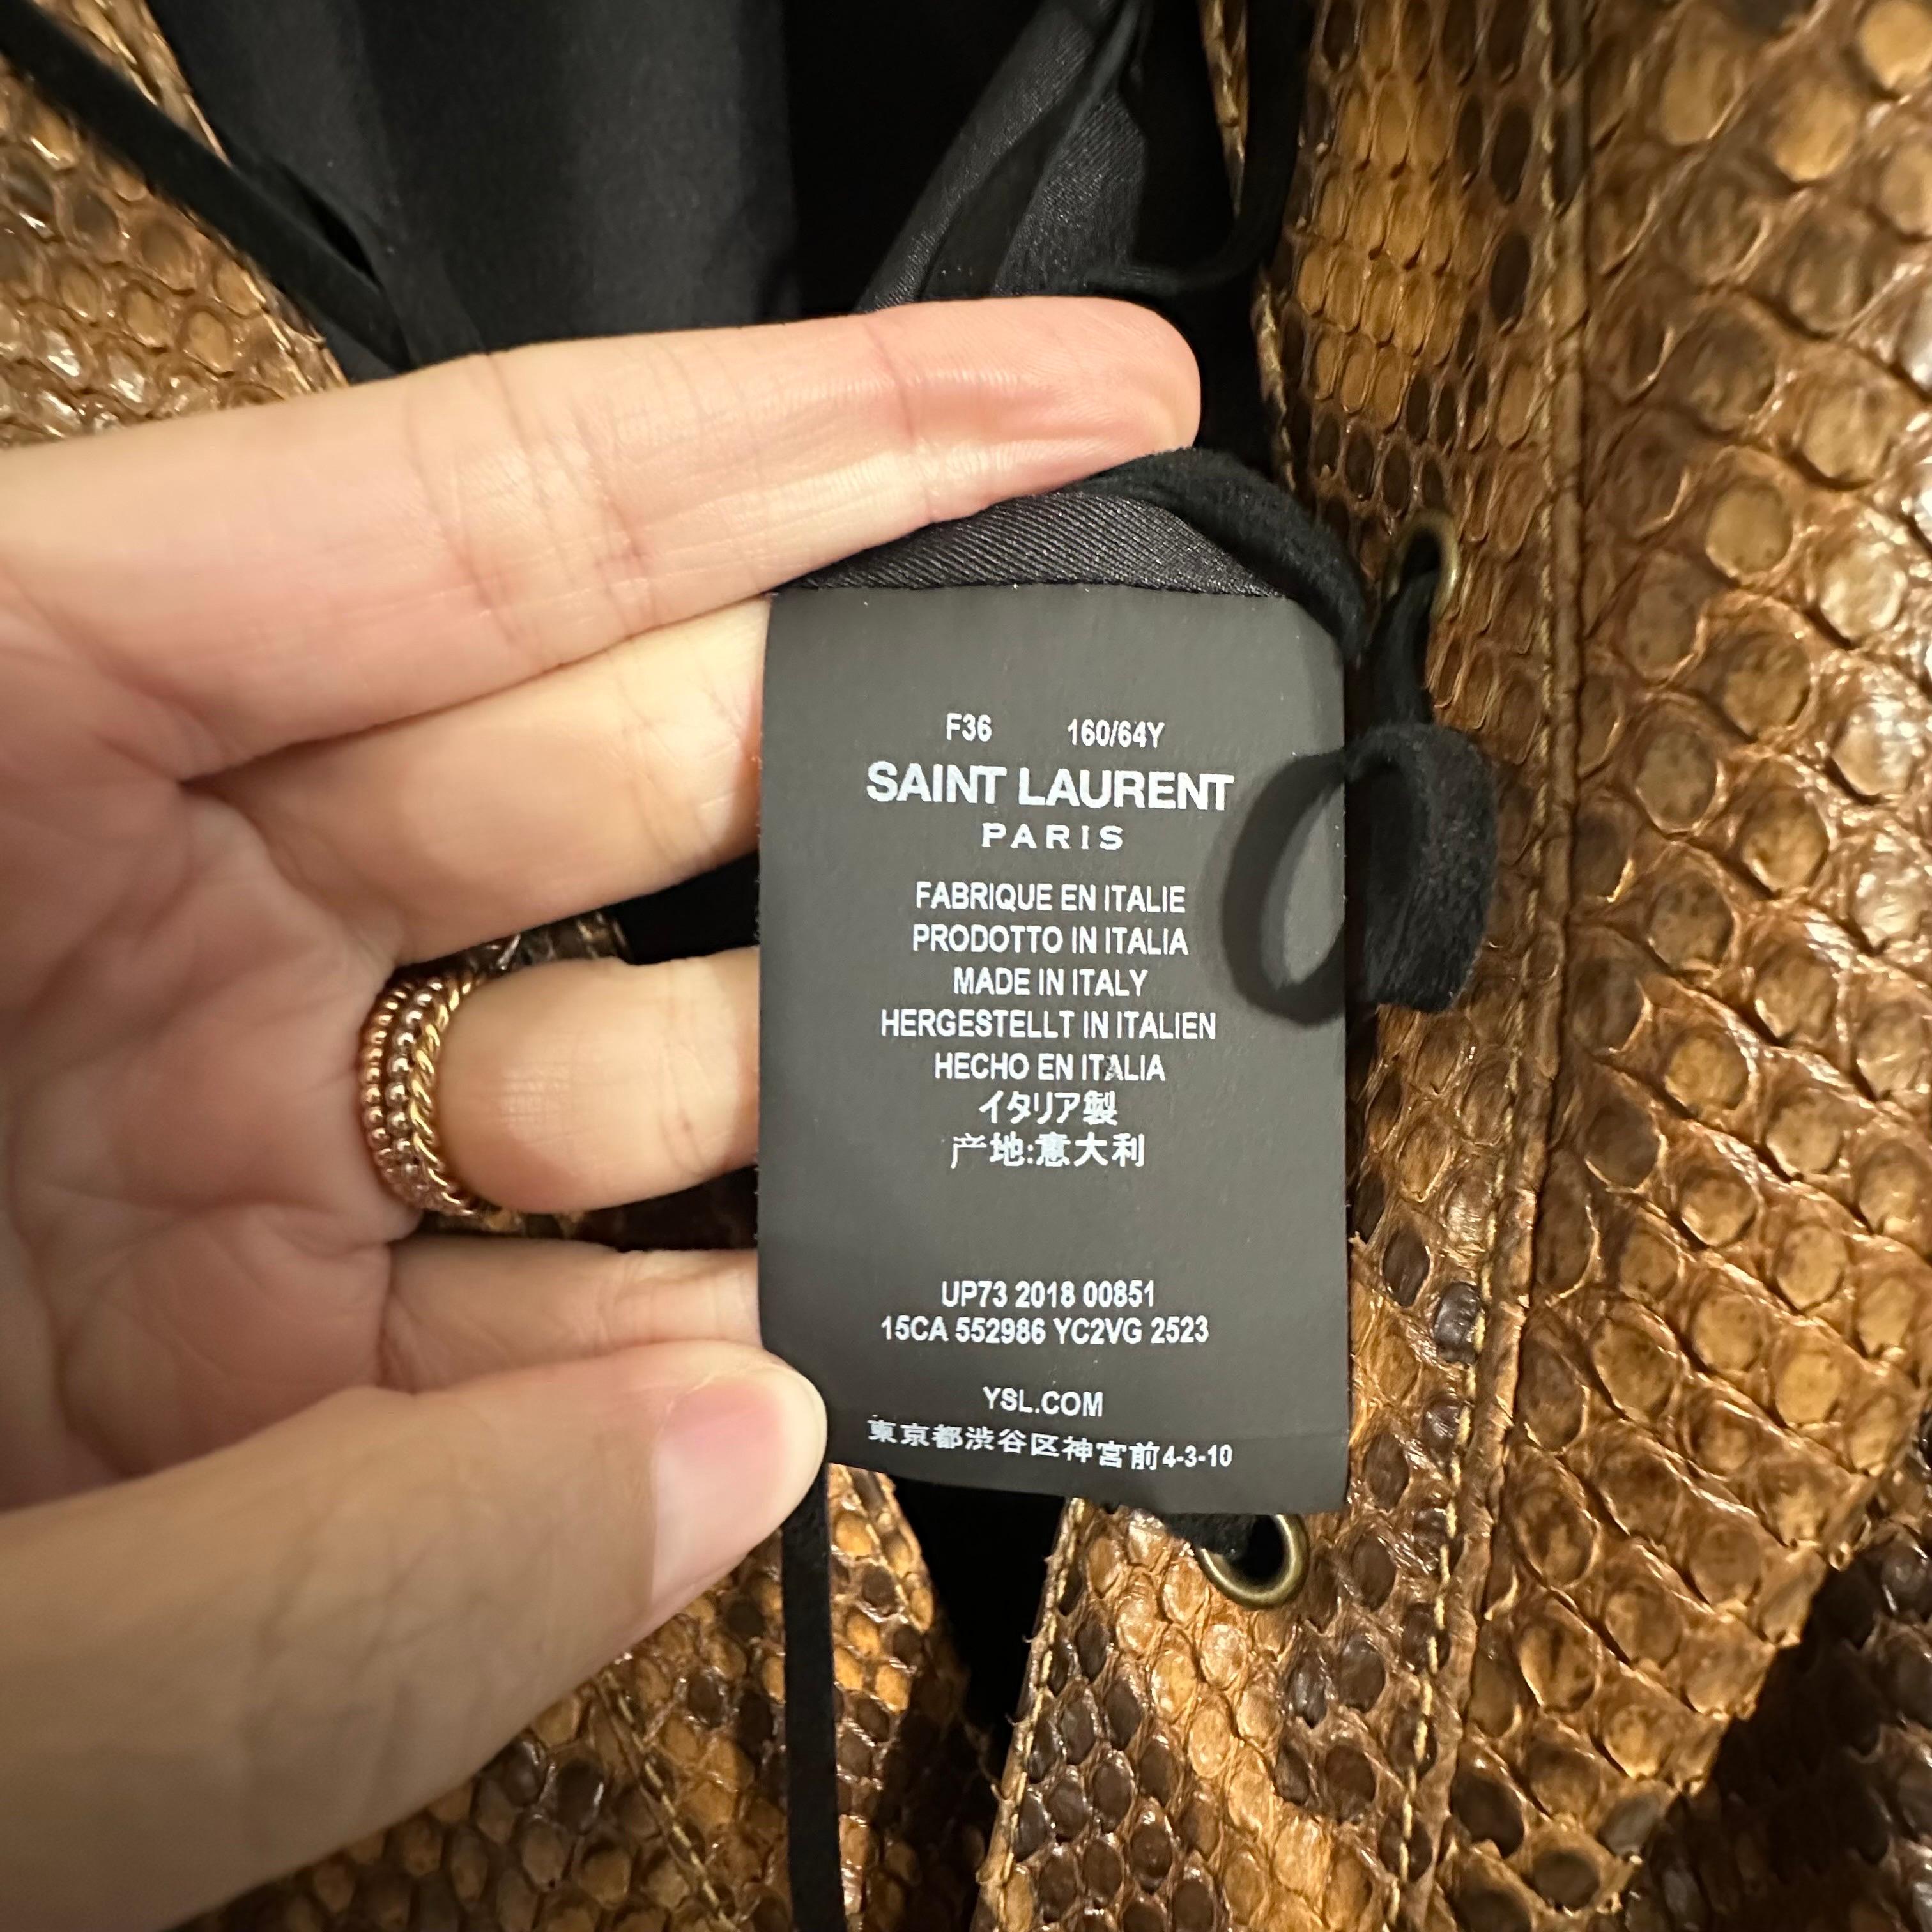 F36 160/64Y
SAINT LAURENT
PARIS
FABRIQUE EN ITALIE
PRODOTTO IN ITALIA
MADE IN ITALY
HERGESTELLT IN ITALIEN
HECHO EN ITALIA
イタリア製
产地:意大利
UP73 2018 00851
15CA 552986 YC2VG 2523
YSL.COM
東京都渋谷区神宮前4-3-10